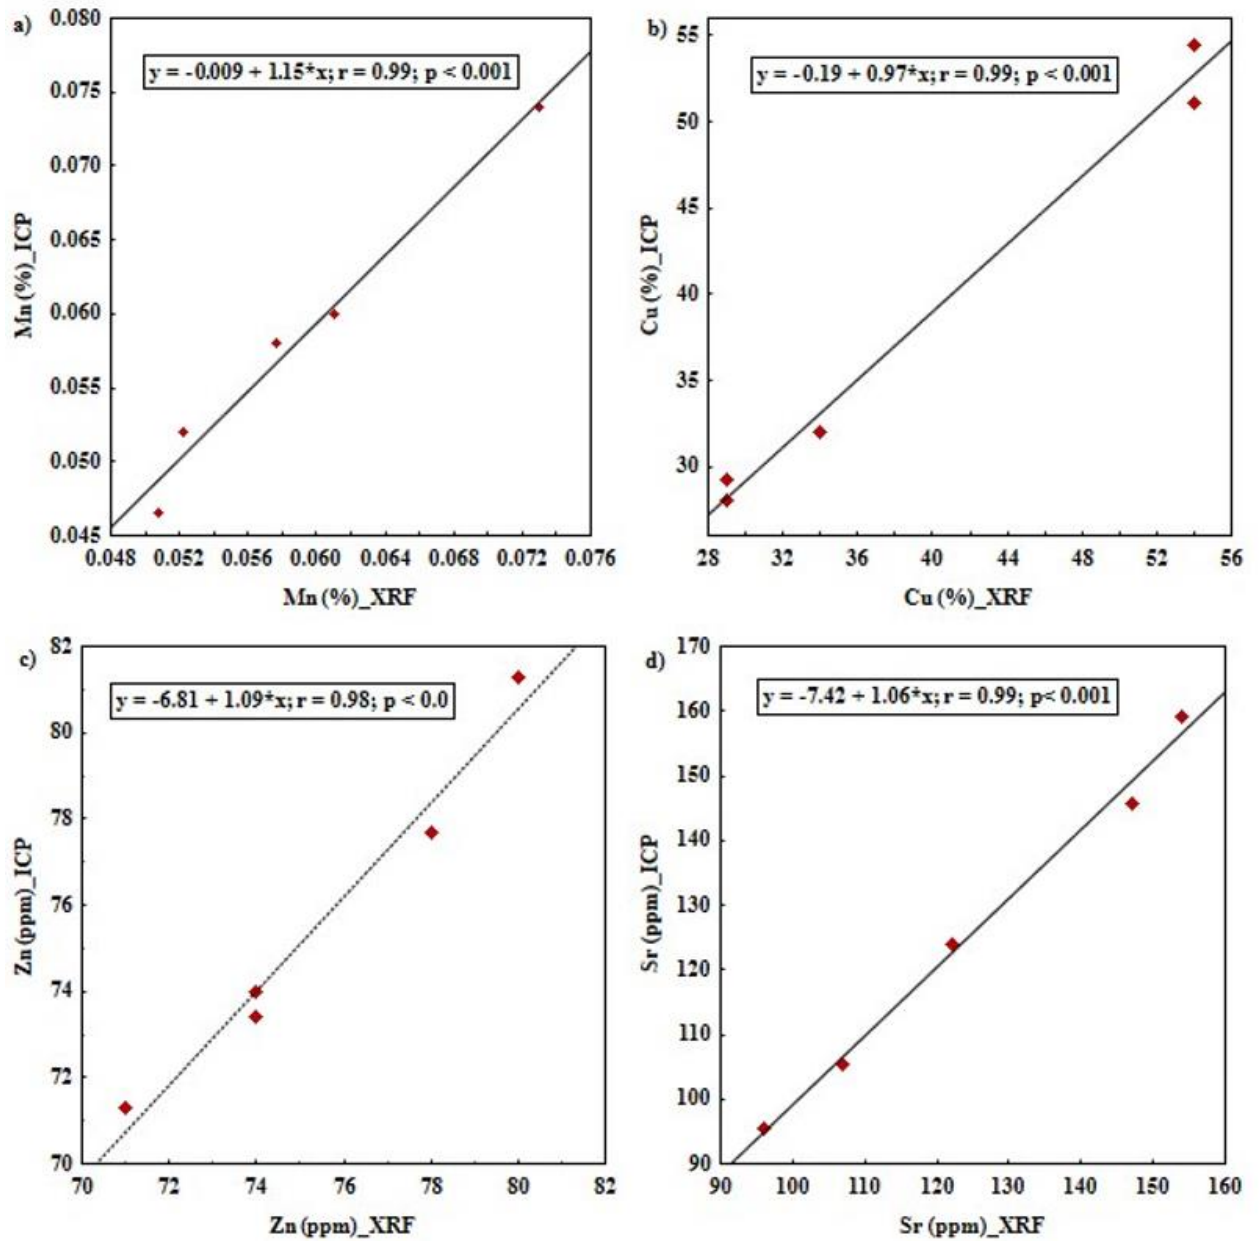 a)
0.080
0.075
0.070
0.065
0.060
0.055
0.050
0.045
Mn (%)_ICP
y = -0.009 + 1.15*x; r = 0.99; p < 0.001
0.048 0.052 0.056 0.060 0.064 0.068 0.072 0.076
Mn (%)_XRF
b)
55
50
45
40
35
30
Cu (%)_ICP
y = -0.19 + 0.97*x; r = 0.99; p < 0.001
28 32 36 40 44 48 52 56
Cu (%)_XRF
c)
82
80
78
76
74
72
70
Zn (ppm)_ICP
y = -6.81 + 1.09*x; r = 0.98; p < 0.0
70 72 74 76 78 80 82
Zn (ppm)_XRF
d)
170
160
150
140
130
120
110
100
90
Sr (ppm)_ICP
y = -7.42 + 1.06*x; r = 0.99; p< 0.001
90 100 110 120 130 140 150 160
Sr (ppm)_XRF